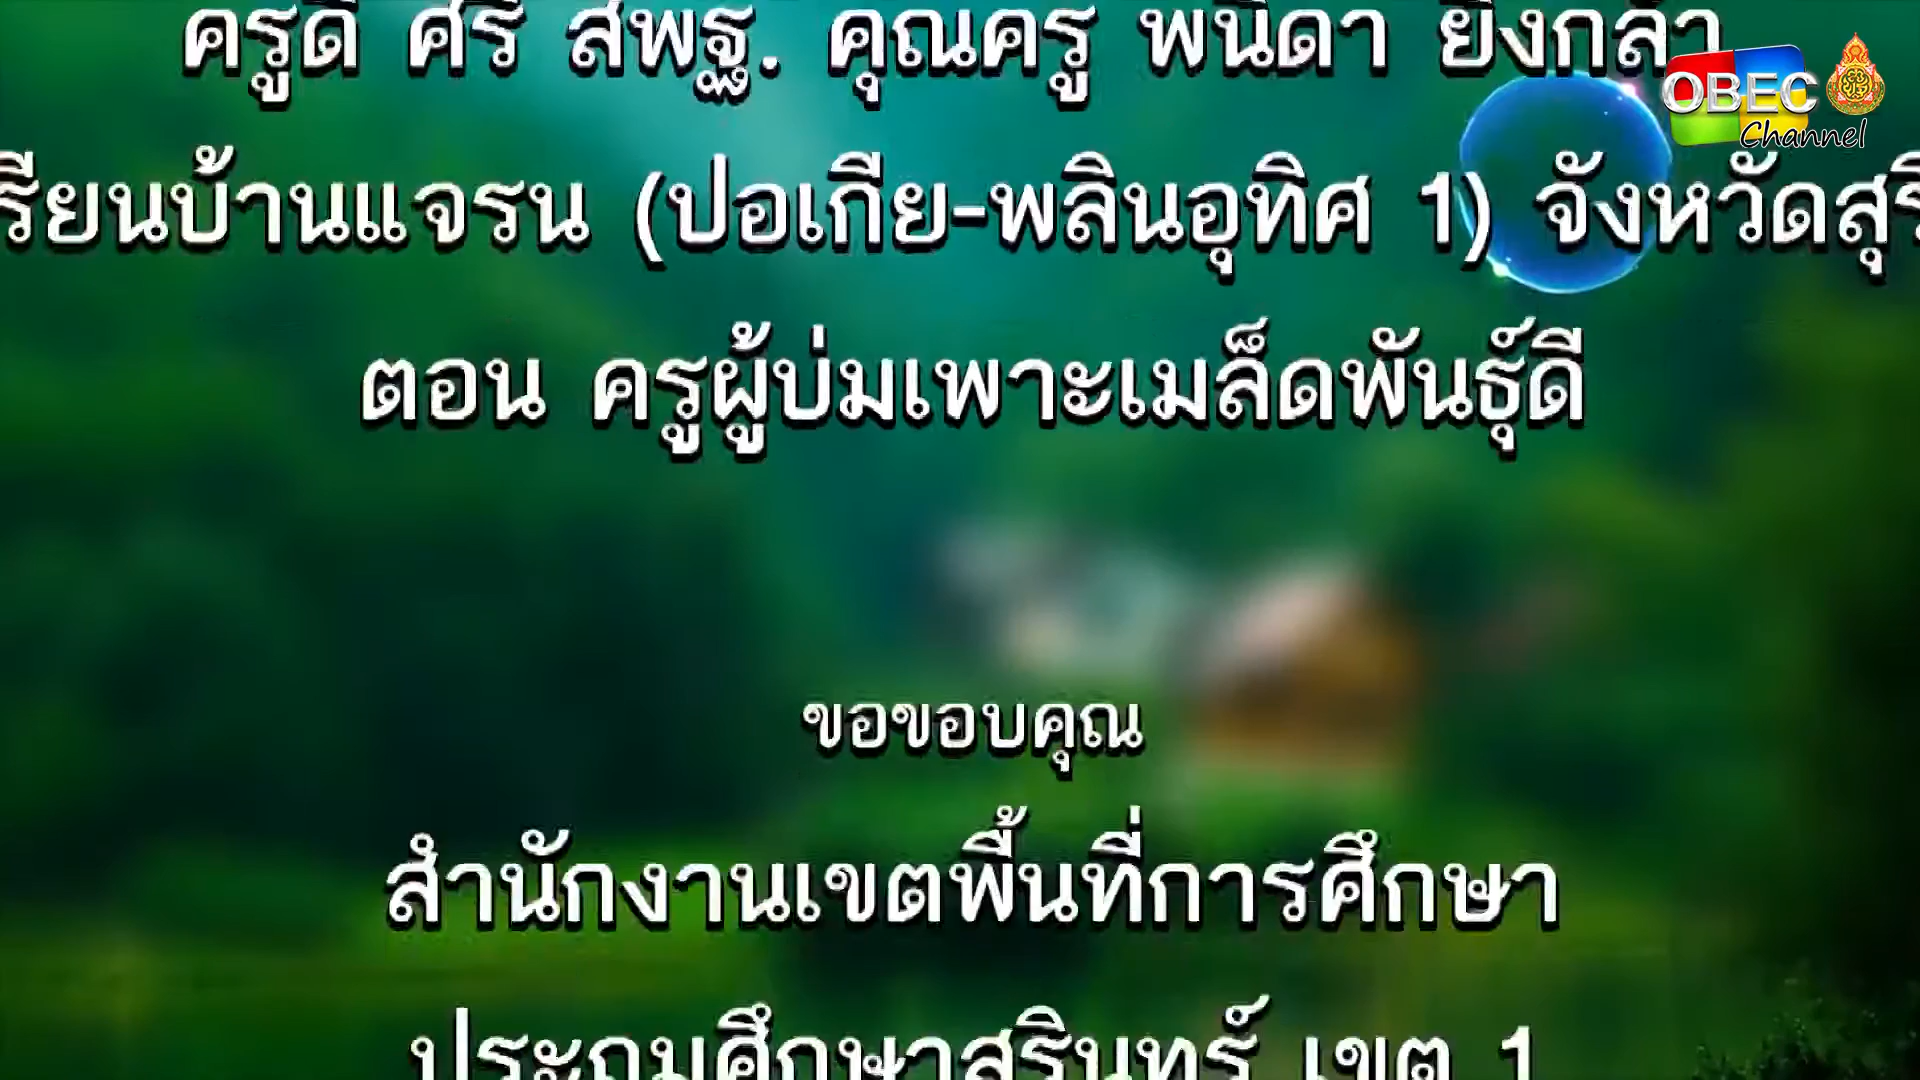 ครูดี ศรี สพฐ. คุณครู พนิดา ยิ่งกล้า
OBEC
Channel
รียนบ้านแจรน (ปอเกีย-พลินอุทิศ 1) จังหวัดสุริ
ตอน ครูผู้บ่มเพาะเมล็ดพันธุ์ดี
ขอขอบคุณ
สำนักงานเขตพื้นที่การศึกษา
ประถมศึกษาสุรินทร์ เขต 1